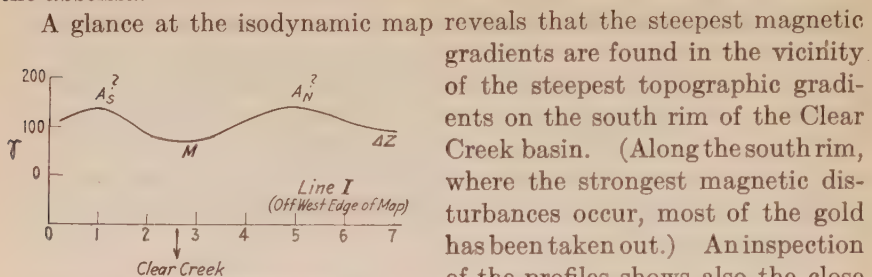 A glance at the isodynamic map reveals that the steepest magnetic
gradients are found in the vicinity
of the steepest topographic gradi-
ents on the south rim of the Clear
Creek basin. (Along the south rim,
where the strongest magnetic dis-
turbances occur, most of the gold
has been taken out.) An inspection
of the profiles shows also the close
200
100
0
γ
?
A_S
?
A_N
M
ΔZ
Line I
(Off West Edge of Map)
0 1 2 3 4 5 6 7
Clear Creek